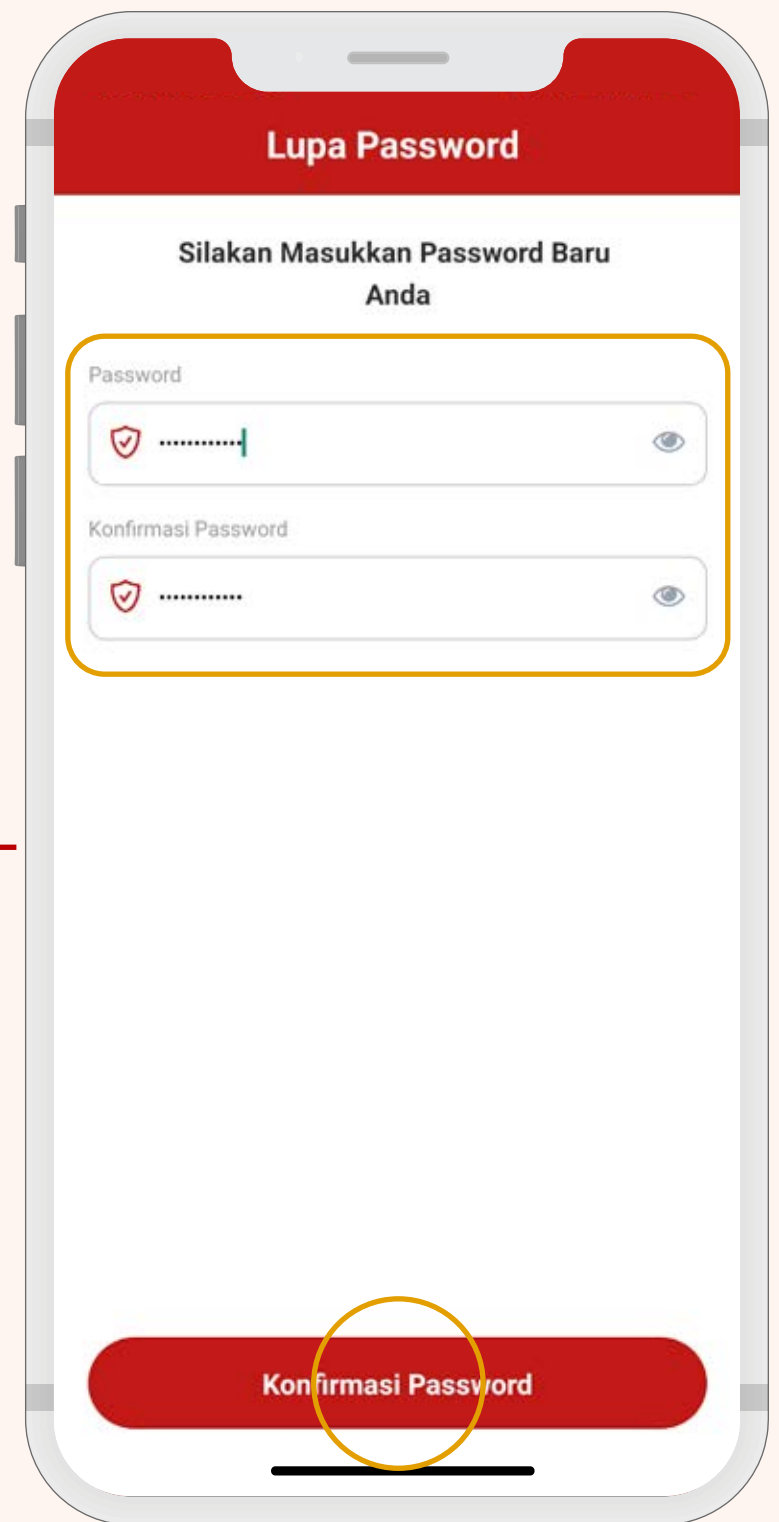 Lupa Password
Silakan Masukkan Password Baru
Anda
Password
............
Konfirmasi Password
............
Konfirmasi Password